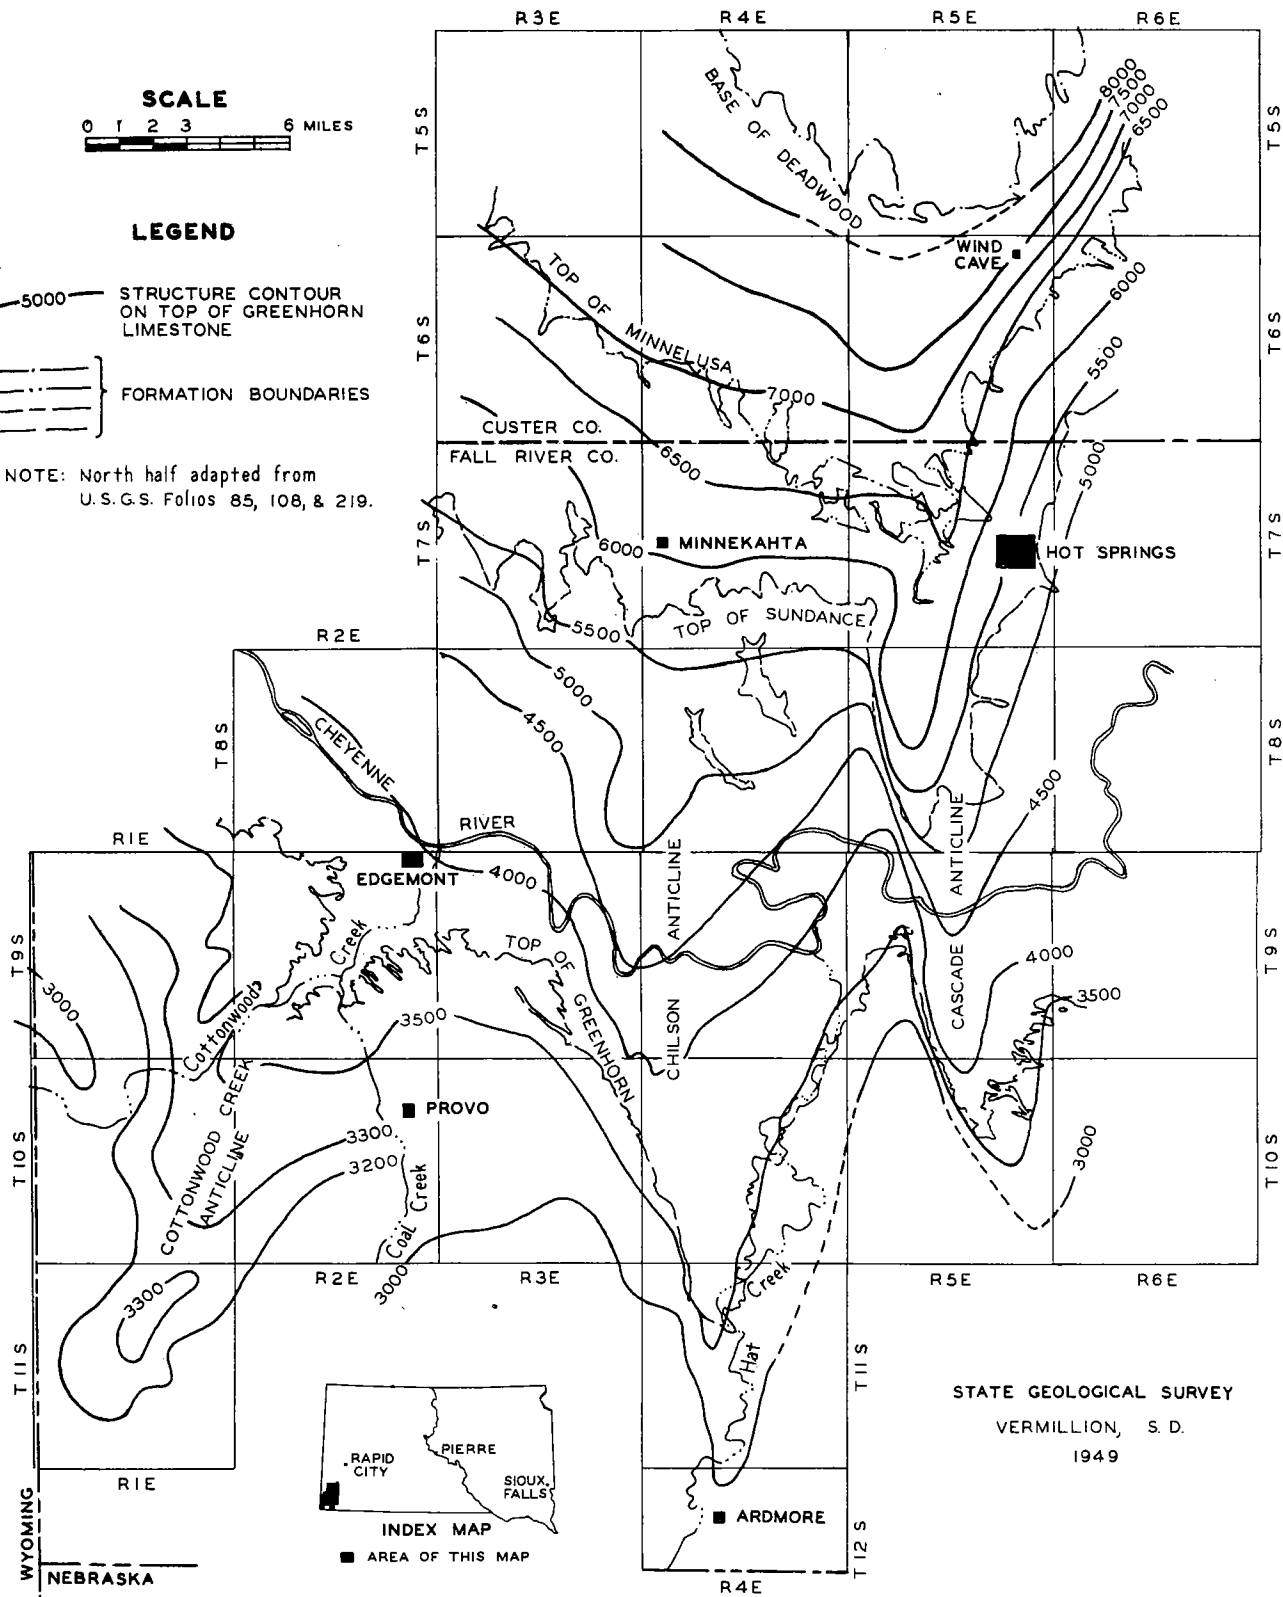 R3E
R4E
R5E
R6E
SCALE
0 1 2 3 6 MILES
LEGEND
5000
STRUCTURE CONTOUR
ON TOP OF GREENHORN
LIMESTONE
FORMATION BOUNDARIES
NOTE: North half adapted from
U.S.G.S. Folios 85, 108, & 219.
T5S
T5S
BASE OF DEADWOOD
8000
7500
7000
6500
WIND
CAVE
TOP OF MINNELUSA
6000
T6S
T6S
5500
7000
CUSTER CO.
FALL RIVER CO.
6500
5000
T7S
T7S
6000
MINNEKAHTA
HOT SPRINGS
5500
TOP OF SUNDANCE
R2E
5000
4500
T8S
T8S
CHEYENNE
RIVER
4500
R1E
EDGEMONT
4000
CHILSON ANTICLINE
CASCADE ANTICLINE
T9S
T9S
Creek
TOP OF GREENHORN
4000
3000
3500
Cottonwoods
3500
PROVO
COTTONWOOD CREEK
ANTICLINE
3300
3200
T10S
T10S
3000
Coal Creek
3000
R2E
R3E
Creek
R5E
R6E
3300
Hat
T11S
T11S
STATE GEOLOGICAL SURVEY
VERMILLION, S. D.
1949
RAPID
CITY
PIERRE
SIOUX
FALLS
R1E
INDEX MAP
AREA OF THIS MAP
ARDMORE
T12S
WYOMING
NEBRASKA
R4E